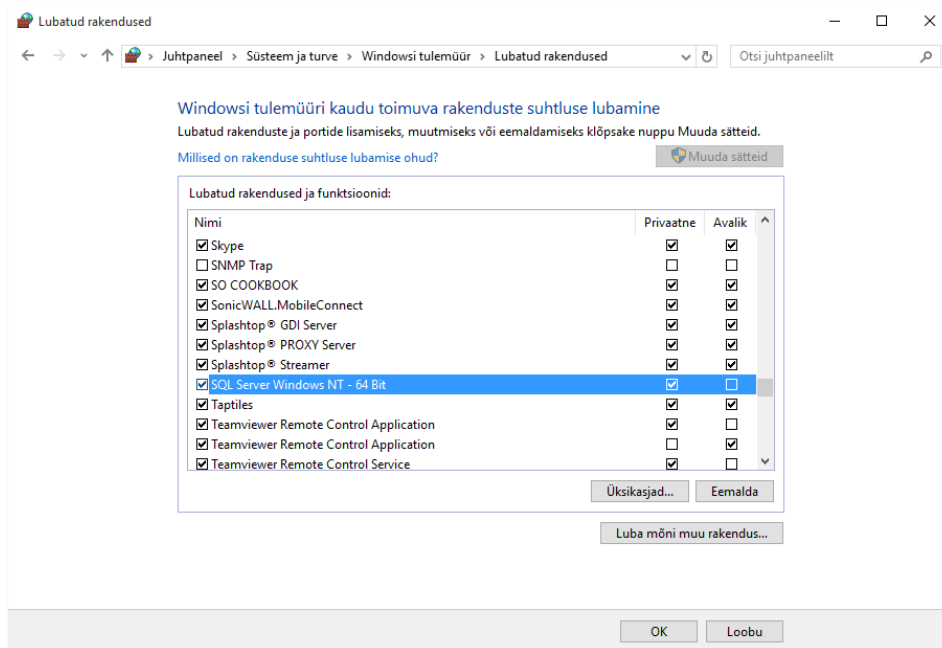 Lubatud rakendused
Juhtpaneel > Süsteem ja turve > Windowsi tulemüür > Lubatud rakendused
Otsi juhtpaneelilt
Windowsi tulemüüri kaudu toimuva rakenduste suhtluse lubamine
Lubatud rakenduste ja portide lisamiseks, muutmiseks või eemaldamiseks klõpsake nuppu Muuda sätteid.
Millised on rakenduse suhtluse lubamise ohud?
Muuda sätteid
Lubatud rakendused ja funktsioonid:
Nimi Privaatne Avalik
Skype
SNMP Trap
SO COOKBOOK
SonicWALL.MobileConnect
Splashtop® GDI Server
Splashtop® PROXY Server
Splashtop® Streamer
SQL Server Windows NT - 64 Bit
Taptiles
Teamviewer Remote Control Application
Teamviewer Remote Control Application
Teamviewer Remote Control Service
Üksikasjad... Eemalda
Luba mõni muu rakendus...
OK Loobu